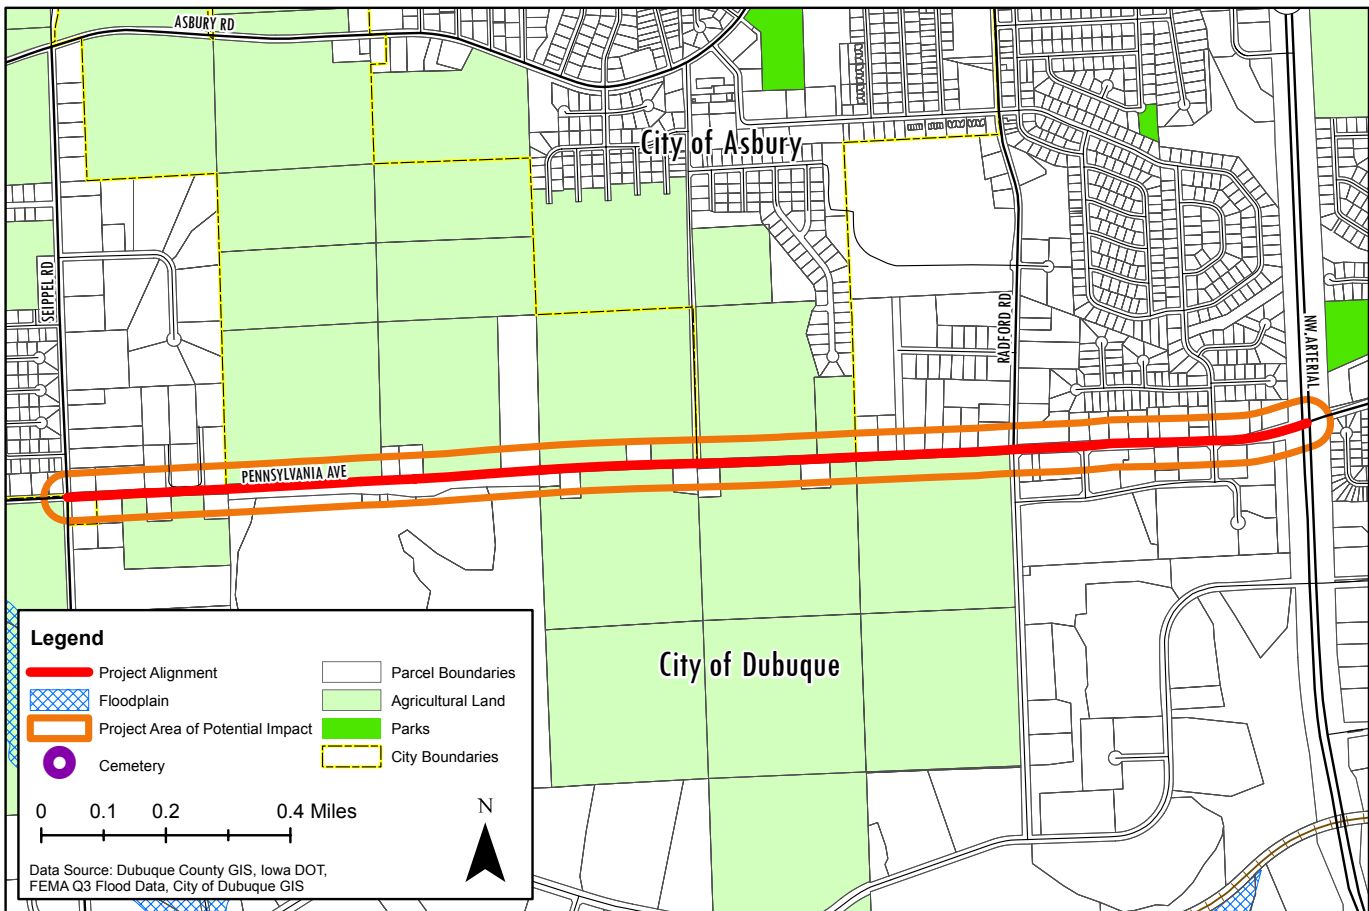 ASBURY RD
City of Asbury
SEIPPEL RD
RADFORD RD
NW ARTERIAL
PENNSYLVANIA AVE
City of Dubuque
Legend
Project Alignment
Floodplain
Project Area of Potential Impact
Cemetery
Parcel Boundaries
Agricultural Land
Parks
City Boundaries
0 0.1 0.2 0.4 Miles
N
Data Source: Dubuque County GIS, Iowa DOT,
FEMA Q3 Flood Data, City of Dubuque GIS